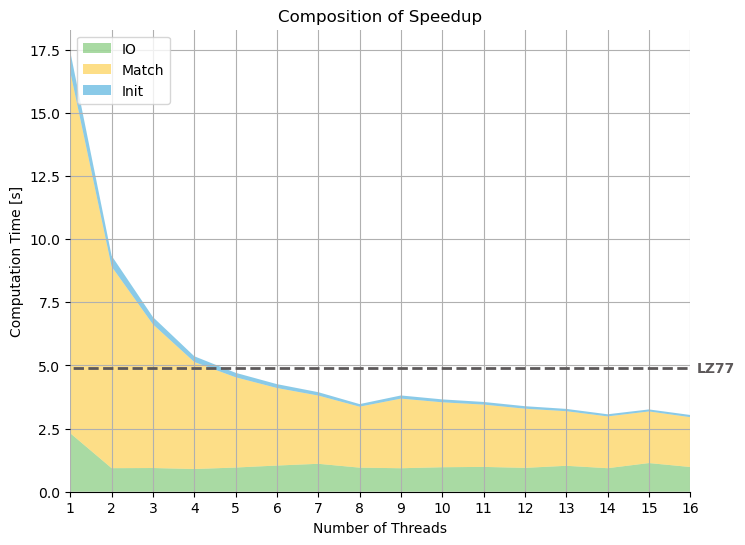 Composition of Speedup
IO
Match
Init
17.5
15.0
12.5
10.0
7.5
5.0
2.5
0.0
Computation Time [s]
LZ77
1 2 3 4 5 6 7 8 9 10 11 12 13 14 15 16
Number of Threads